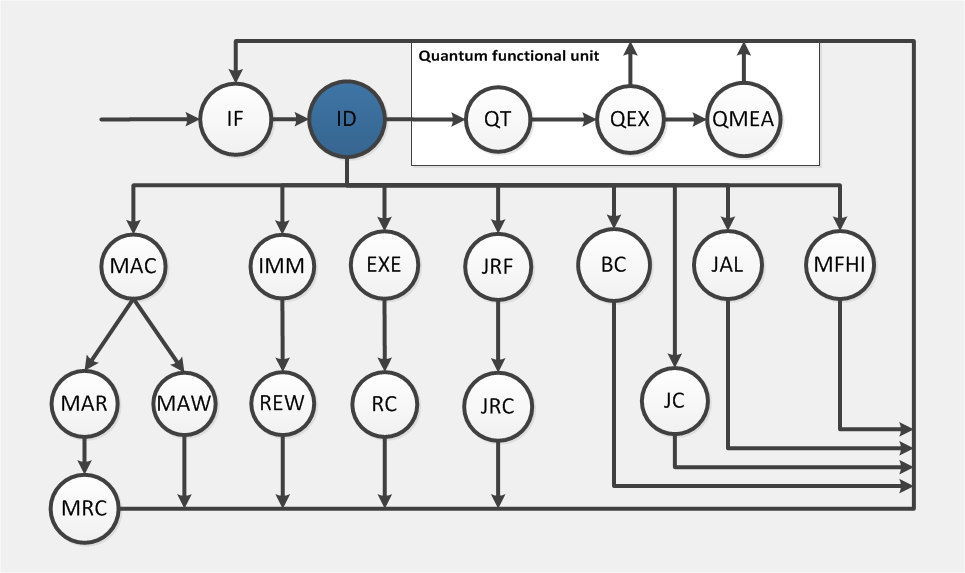 Quantum functional unit
IF
ID
QT
QEX
QMEA
MAC
IMM
EXE
JRF
BC
JAL
MFHI
MAR
MAW
REW
RC
JRC
JC
MRC